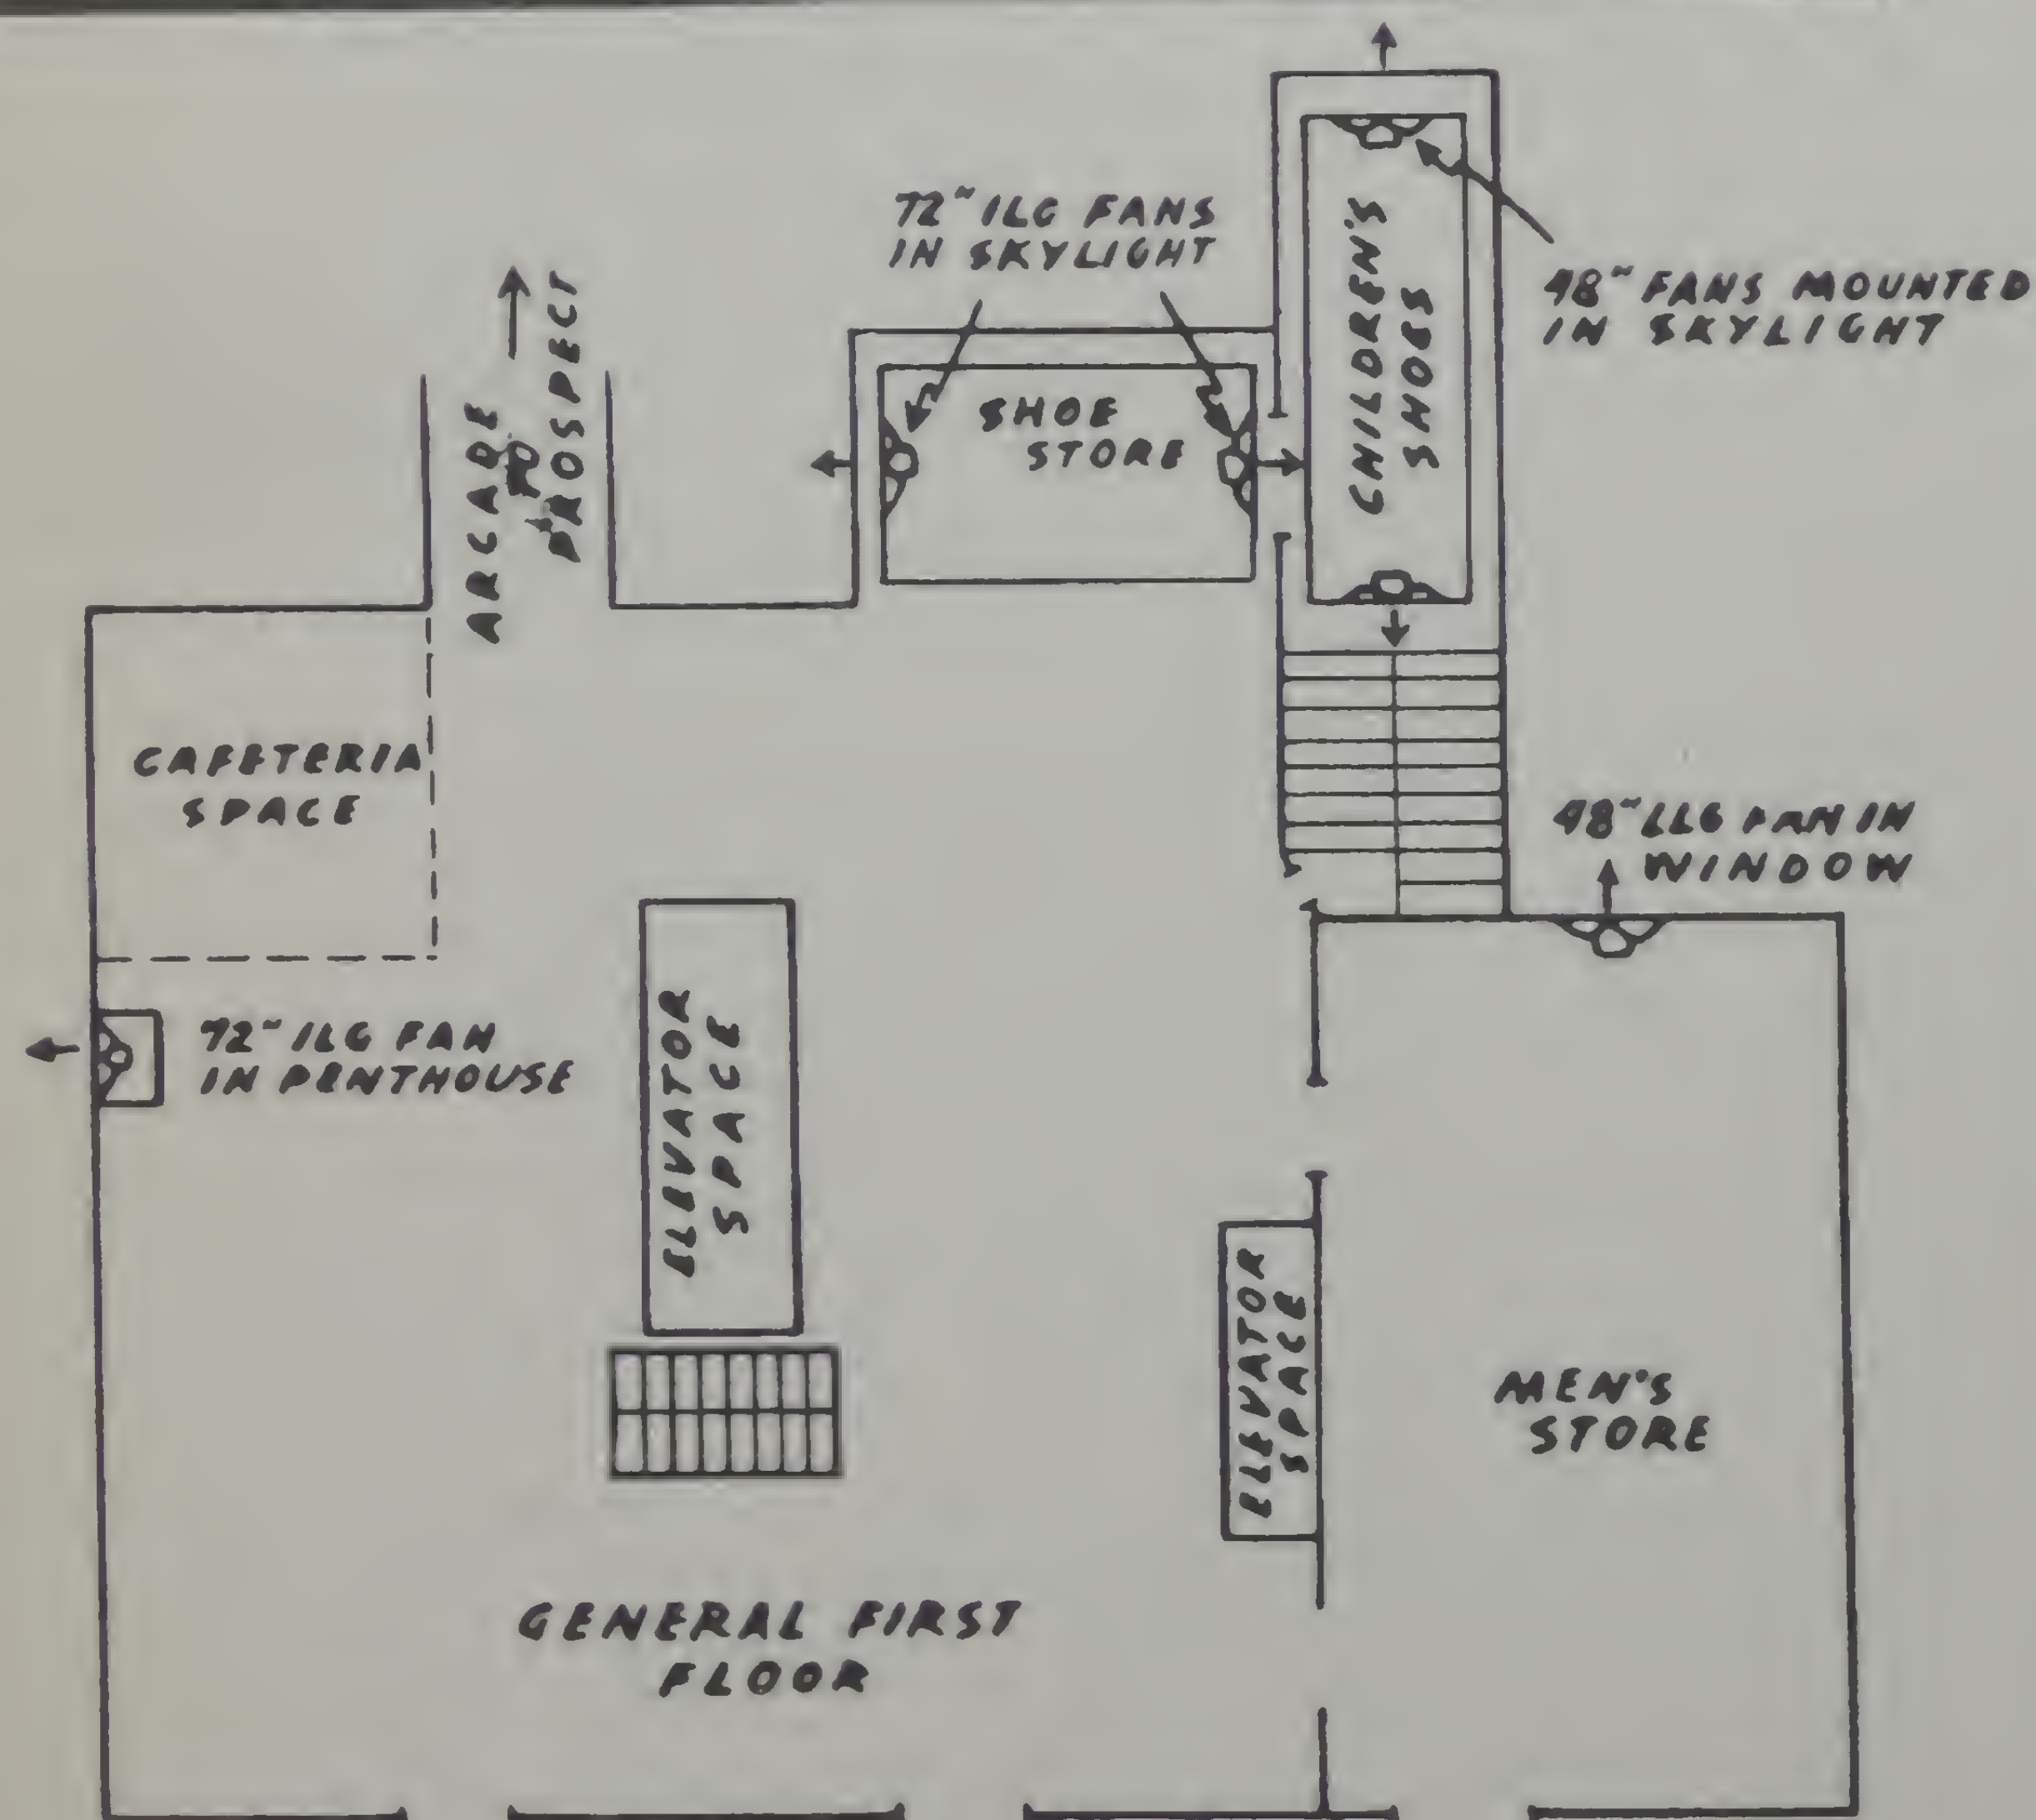 72" ILG FANS
IN SKYLIGHT
CHILDREN'S
SHOES
48" FANS MOUNTED
IN SKYLIGHT
ARCADE
TO
PROSPECT
SHOE
STORE
CAFETERIA
SPACE
48" ILG FAN IN
WINDOW
72" ILG FAN
IN PENTHOUSE
ELEVATOR
SPACE
ELEVATOR
SPACE
MEN'S
STORE
GENERAL FIRST
FLOOR